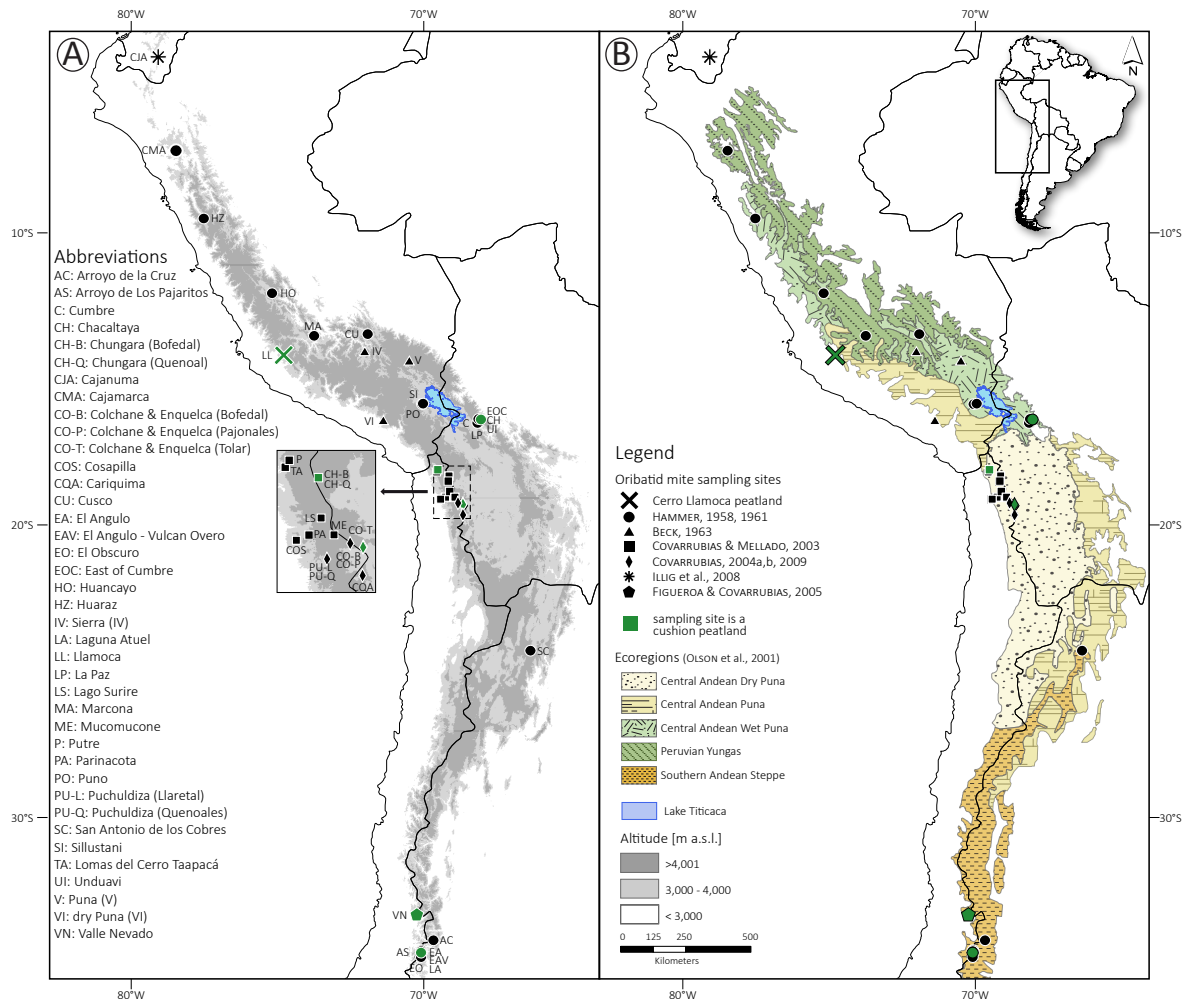 80°W
70°W
80°W
70°W
A
CJA
CMA
HZ
10°S
HO
MA
CU
IV
V
LL
SI
PO
VI
EOC
C
CH
UI
LP
Abbreviations
AC: Arroyo de la Cruz
AS: Arroyo de Los Pajaritos
C: Cumbre
CH: Chacaltaya
CH-B: Chungara (Bofedal)
CH-Q: Chungara (Quenoal)
CJA: Cajanuma
CMA: Cajamarca
CO-B: Colchane & Enquelca (Bofedal)
CO-P: Colchane & Enquelca (Pajonales)
CO-T: Colchane & Enquelca (Tolar)
COS: Cosapilla
CQA: Cariquima
CU: Cusco
EA: El Angulo
EAV: El Angulo - Vulcan Overo
EO: El Obscuro
EOC: East of Cumbre
HO: Huancayo
HZ: Huaraz
IV: Sierra (IV)
LA: Laguna Atuel
LL: Llamoca
LP: La Paz
LS: Lago Surire
MA: Marcona
ME: Mucomucone
P: Putre
PA: Parinacota
PO: Puno
PU-L: Puchuldiza (Llaretal)
PU-Q: Puchuldiza (Quenoales)
SC: San Antonio de los Cobres
SI: Sillustani
TA: Lomas del Cerro Taapacá
UI: Unduavi
V: Puna (V)
VI: dry Puna (VI)
VN: Valle Nevado
P
TA
CH-B
CH-Q
LS
ME
CO-T
PA
COS
CO-B
CO-P
PU-L
PU-Q
CQA
20°S
SC
30°S
VN
AC
AS
EA
EAV
EO
LA
80°W
70°W
B
N
10°S
Legend
Oribatid mite sampling sites
Cerro Llamoca peatland
HAMMER, 1958, 1961
BECK, 1963
COVARRUBIAS & MELLADO, 2003
COVARRUBIAS, 2004a,b, 2009
ILLIG et al., 2008
FIGUEROA & COVARRUBIAS, 2005
sampling site is a
cushion peatland
Ecoregions (OLSON et al., 2001)
Central Andean Dry Puna
Central Andean Puna
Central Andean Wet Puna
Peruvian Yungas
Southern Andean Steppe
Lake Titicaca
Altitude [m a.s.l.]
>4,001
3,000 - 4,000
< 3,000
0 125 250 500
Kilometers
20°S
30°S
80°W
70°W